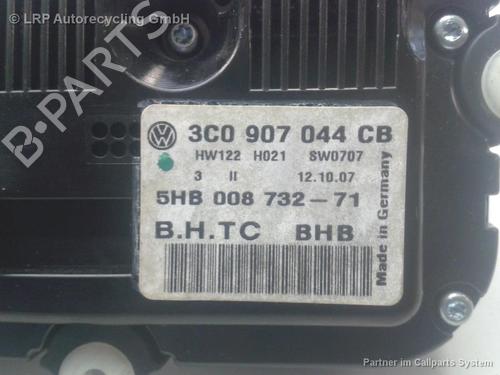 © LRP Autorecycling GmbH
3C0 907 044 CB
HW122 H021 SW0707
3 II 12.10.07
5HB 008 732-71
B.H.TC BHB
Made in Germany
Partner im Callparts System